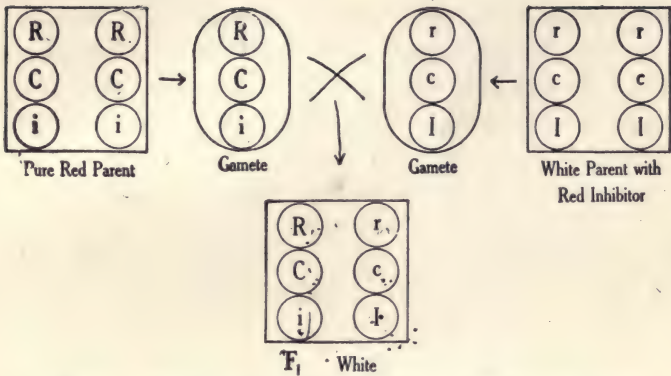 R R R r r r
C C C c c e
i i i I I I
Pure Red Parent Gamete Gamete White Parent with
Red Inhibitor
R r
C c
i I
F1 White